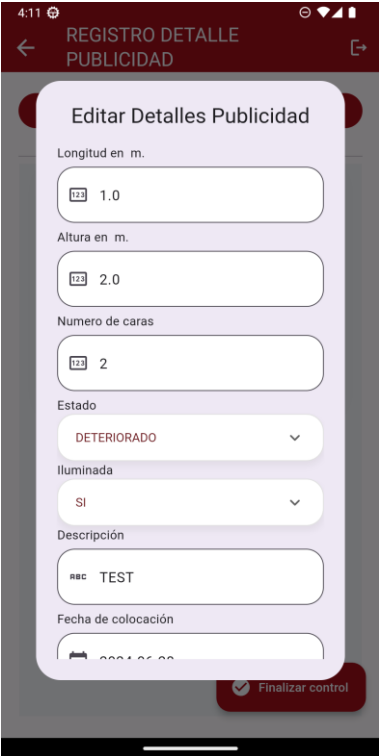 4:11
REGISTRO DETALLE
PUBLICIDAD
Editar Detalles Publicidad
Longitud en m.
123 1.0
Altura en m.
123 2.0
Numero de caras
123 2
Estado
DETERIORADO
Iluminada
SI
Descripción
ABC TEST
Fecha de colocación
Finalizar control